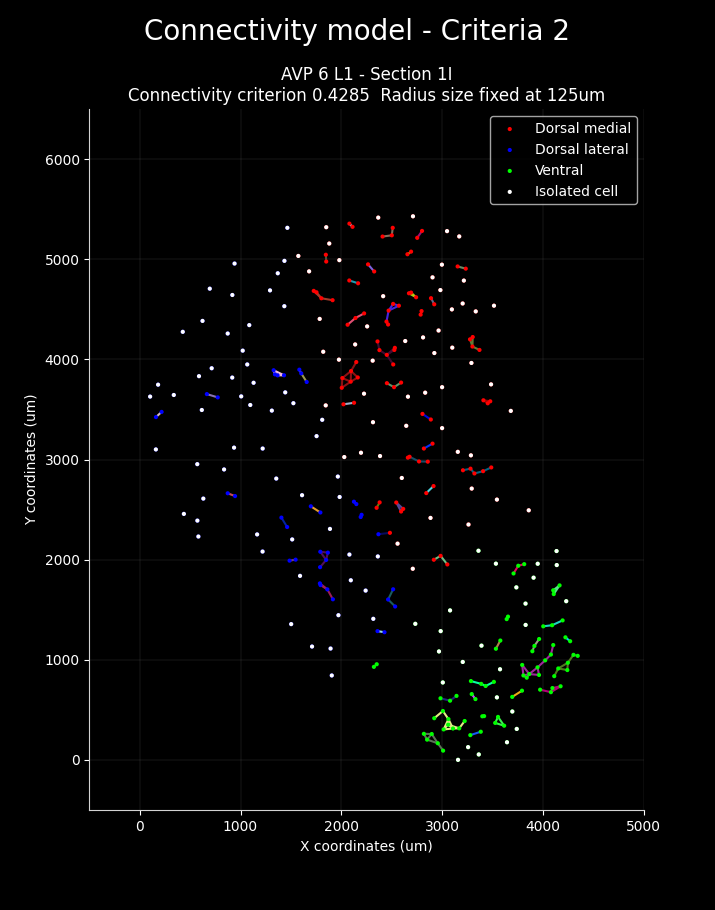 Connectivity model - Criteria 2
AVP 6 L1 - Section 1I
Connectivity criterion 0.4285  Radius size fixed at 125um
Dorsal medial
Dorsal lateral
Ventral
Isolated cell
Y coordinates (um)
6000
5000
4000
3000
2000
1000
0
0 1000 2000 3000 4000 5000
X coordinates (um)